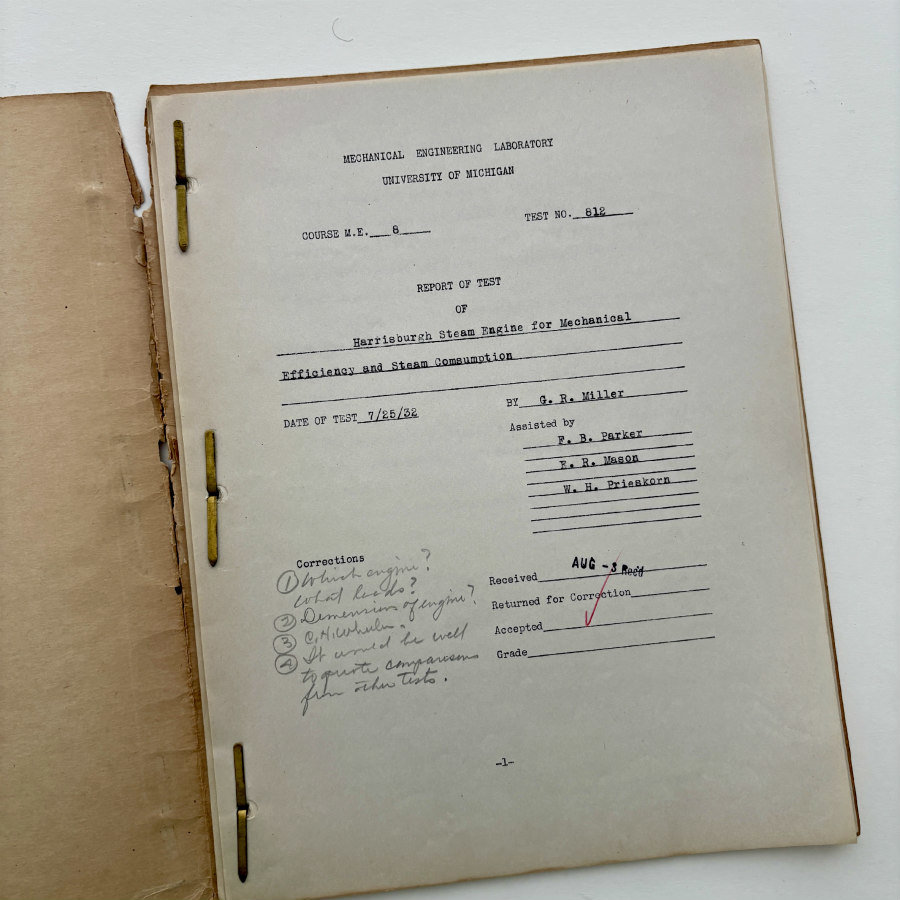 MECHANICAL ENGINEERING LABORATORY
UNIVERSITY OF MICHIGAN
COURSE M.E. 8
TEST NO. 812
REPORT OF TEST
OF
Harrisburgh Steam Engine for Mechanical
Efficiency and Steam Comsumption
DATE OF TEST 7/25/32
BY G. R. Miller
Assisted by
F. B. Parker
E. R. Mason
W. H. Prieskorn
Corrections
① Which engine?
What loads?
② Dimensions of engine?
③ C.H. Wheeler.
④ It would be well
to quote comparisons
from other tests.
Received AUG -3 Rec'd
Returned for Correction
Accepted
Grade
-1-